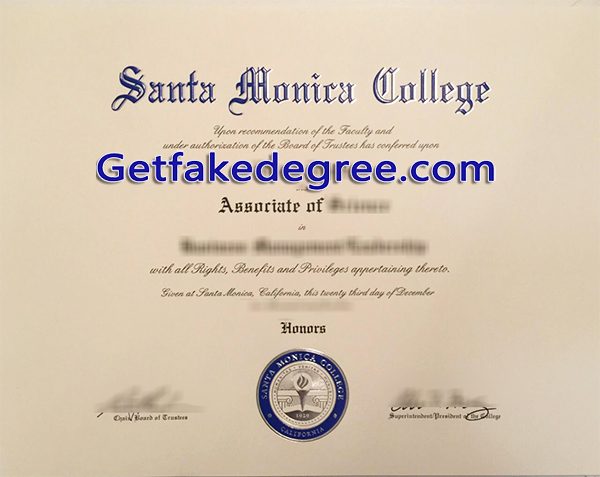 Santa Monica College
Upon recommendation of the Faculty and
under authorization of the Board of Trustees has conferred upon
Getfakedegree.com
Associate of
in
with all Rights, Benefits and Privileges appertaining thereto.
Given at Santa Monica, California, this twenty third day of December
Honors
SANTA MONICA COLLEGE
1929
CALIFORNIA
Chair, Board of Trustees
Superintendent/President of the College